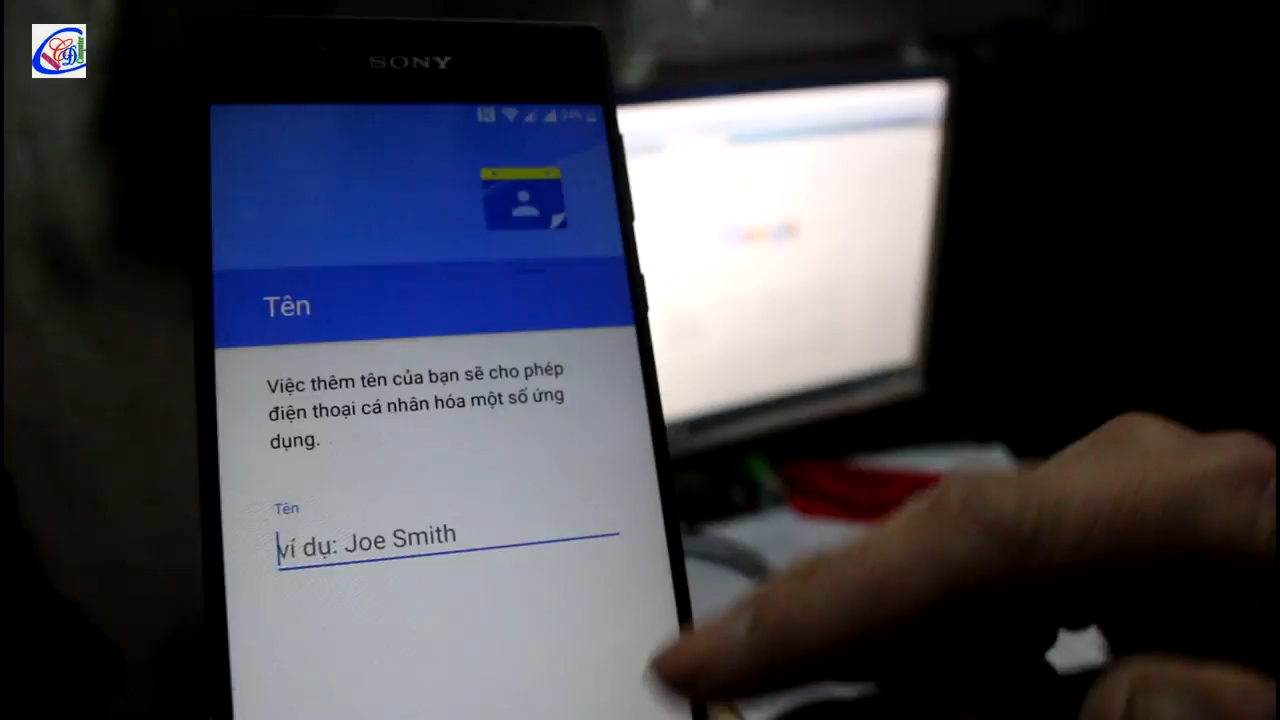 SONY
Tên
Việc thêm tên của bạn sẽ cho phép
điện thoại cá nhân hóa một số ứng
dụng.
Tên
ví dụ: Joe Smith